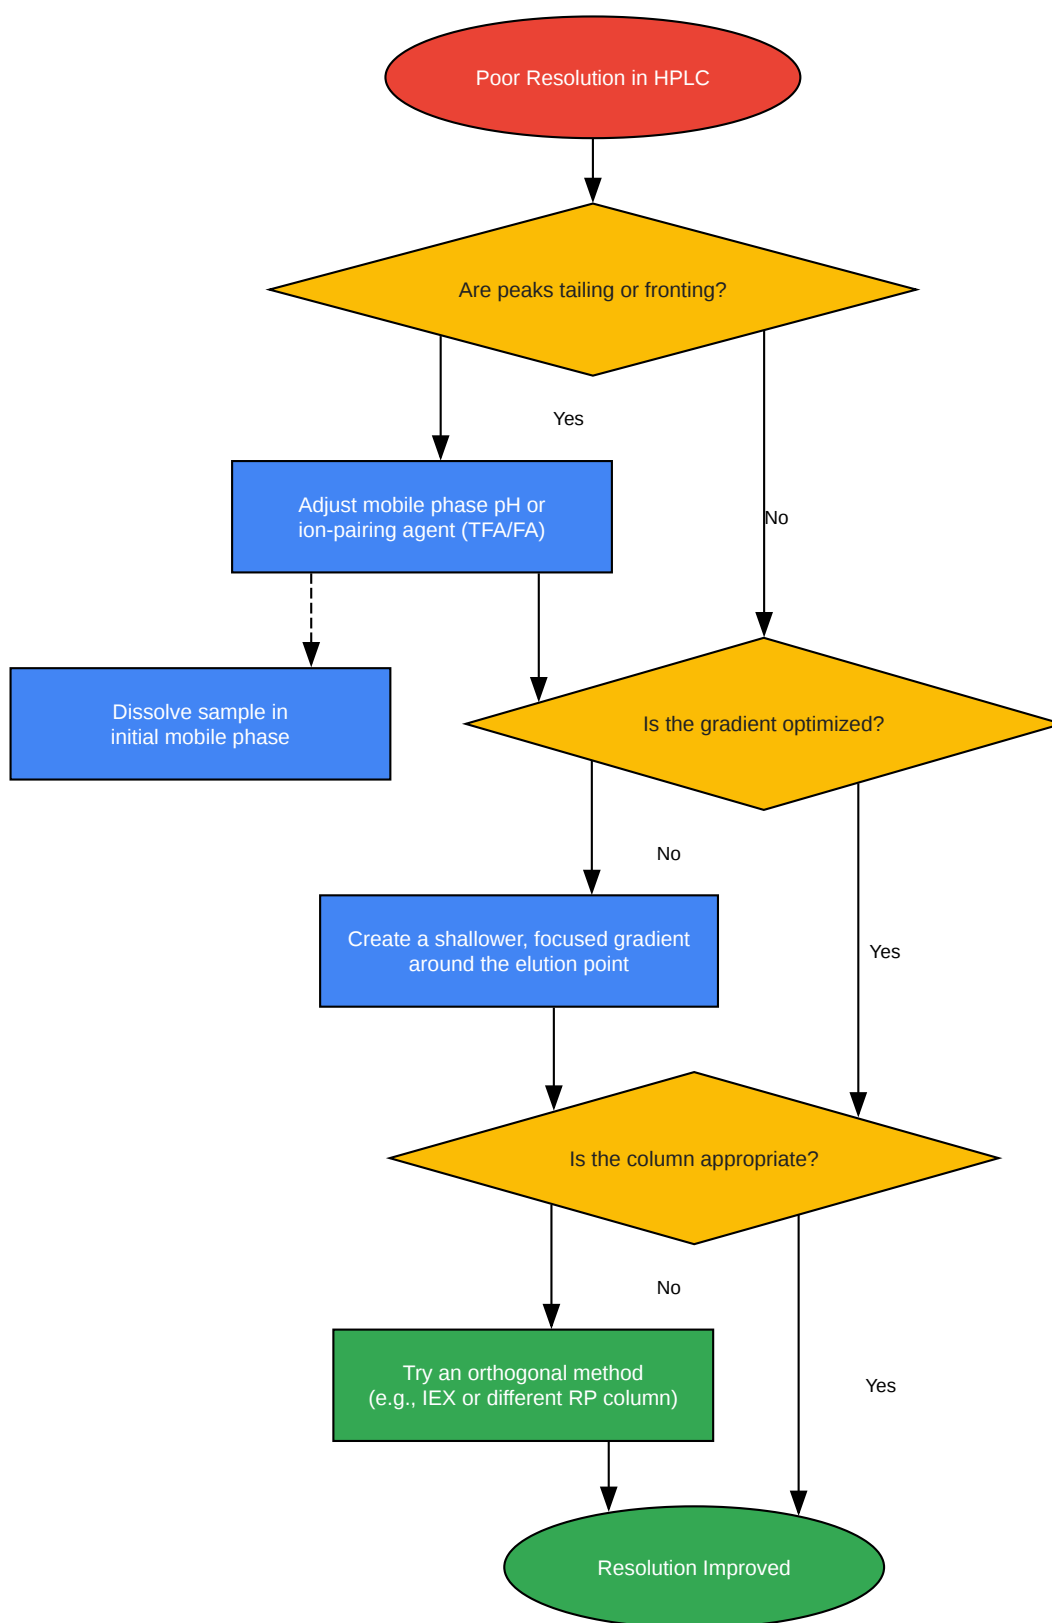 Poor Resolution in HPLC
Are peaks tailing or fronting?
Yes
Adjust mobile phase pH or
ion-pairing agent (TFA/FA)
No
Dissolve sample in
initial mobile phase
Is the gradient optimized?
No
Create a shallower, focused gradient
around the elution point
Yes
Is the column appropriate?
No
Try an orthogonal method
(e.g., IEX or different RP column)
Yes
Resolution Improved